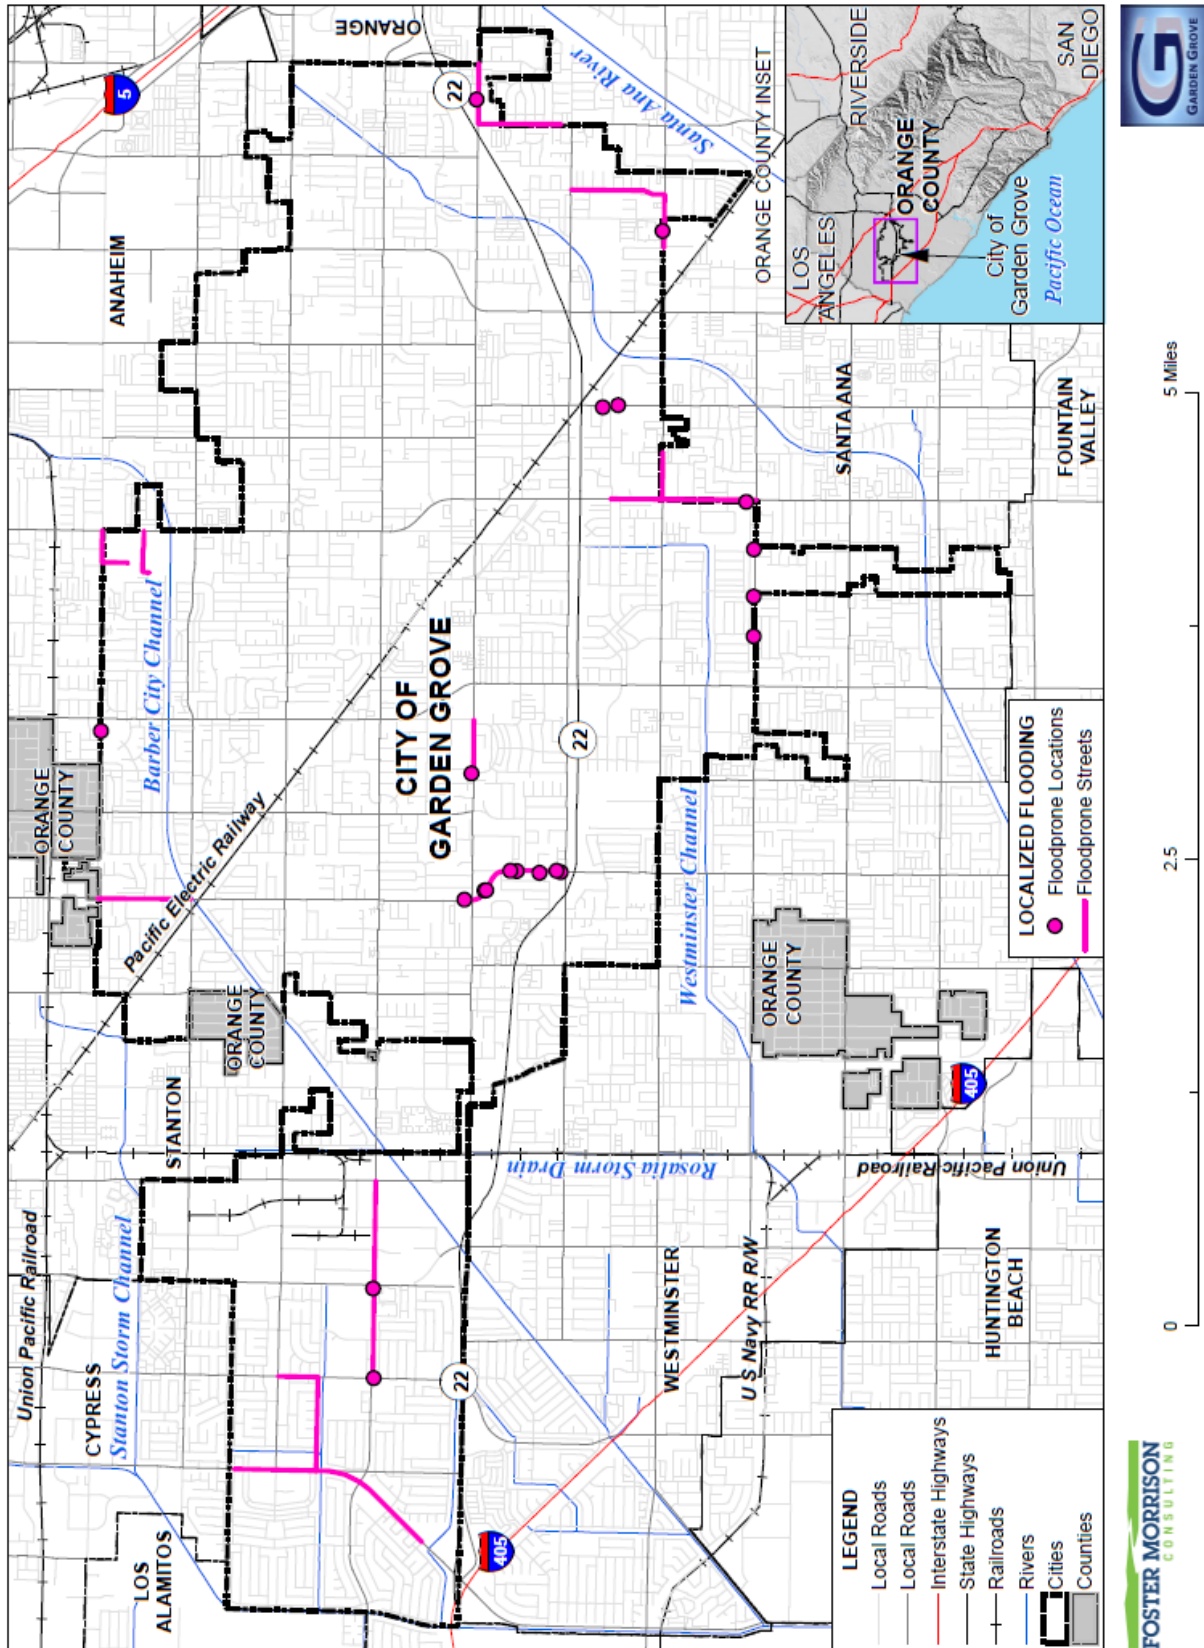 Union Pacific Railroad
CYPRESS
Stanton Storm Channel
LOS
ALAMITOS
STANTON
ORANGE
COUNTY
ORANGE
COUNTY
Pacific Electric Railway
Barber City Channel
ANAHEIM
5
ORANGE
22
Santa Ana River
CITY OF
GARDEN GROVE
22
22
405
Rosalia Storm Drain
Westminster Channel
WESTMINSTER
U S Navy RR R/W
Union Pacific Railroad
ORANGE
COUNTY
405
HUNTINGTON
BEACH
SANTA ANA
FOUNTAIN
VALLEY
LEGEND
Local Roads
Local Roads
Interstate Highways
State Highways
Railroads
Rivers
Cities
Counties
LOCALIZED FLOODING
Floodprone Locations
Floodprone Streets
ORANGE COUNTY INSET
LOS
ANGELES
RIVERSIDE
ORANGE
COUNTY
City of
Garden Grove
Pacific Ocean
SAN
DIEGO
FOSTER MORRISON
CONSULTING
0
2.5
5 Miles
G
GARDEN GROVE